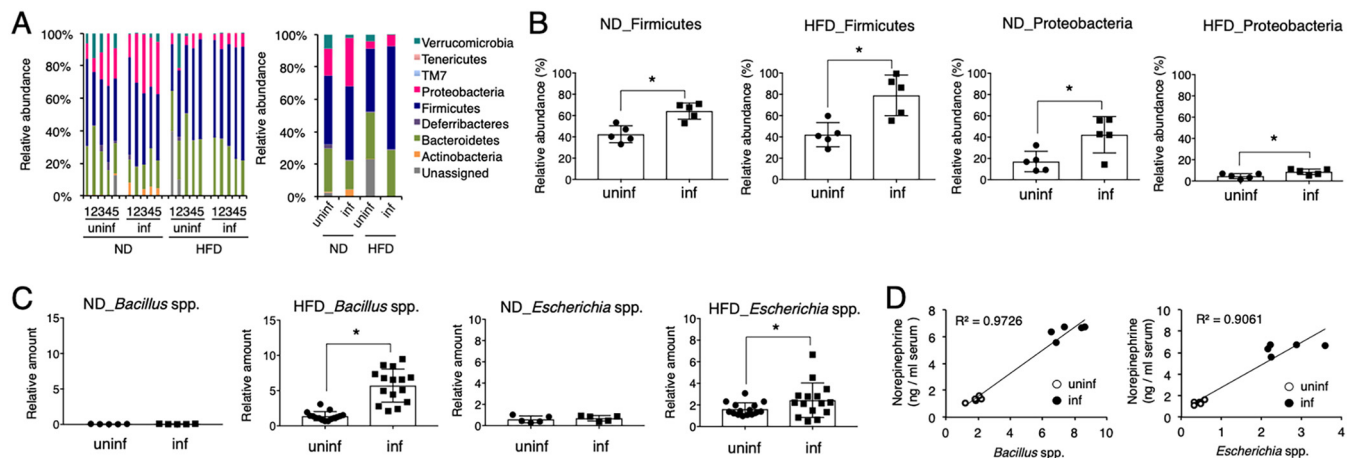 A
Relative abundance
100%
80%
60%
40%
20%
0%
12345 12345 12345 12345
uninf inf uninf inf
ND HFD
Relative abundance
100%
80%
60%
40%
20%
0%
uninf inf uninf inf
ND HFD
Verrucomicrobia
Tenericutes
TM7
Proteobacteria
Firmicutes
Deferribacteres
Bacteroidetes
Actinobacteria
Unassigned
B
ND_Firmicutes
Relative abundance (%)
100
80
60
40
20
0
*
uninf inf
HFD_Firmicutes
Relative abundance (%)
100
80
60
40
20
0
*
uninf inf
ND_Proteobacteria
Relative abundance (%)
100
80
60
40
20
0
*
uninf inf
HFD_Proteobacteria
Relative abundance (%)
100
80
60
40
20
0
*
uninf inf
C
ND_Bacillus spp.
Relative amount
15
10
5
0
uninf inf
HFD_Bacillus spp.
Relative amount
15
10
5
0
*
uninf inf
ND_Escherichia spp.
Relative amount
10
8
6
4
2
0
uninf inf
HFD_Escherichia spp.
Relative amount
10
8
6
4
2
0
*
uninf inf
D
Norepinephrine
(ng / ml serum)
8
6
4
2
0
R² = 0.9726
uninf
inf
0 2 4 6 8 10
Bacillus spp.
Norepinephrine
(ng / ml serum)
10
8
6
4
2
0
R² = 0.9061
uninf
inf
0 1 2 3 4
Escherichia spp.